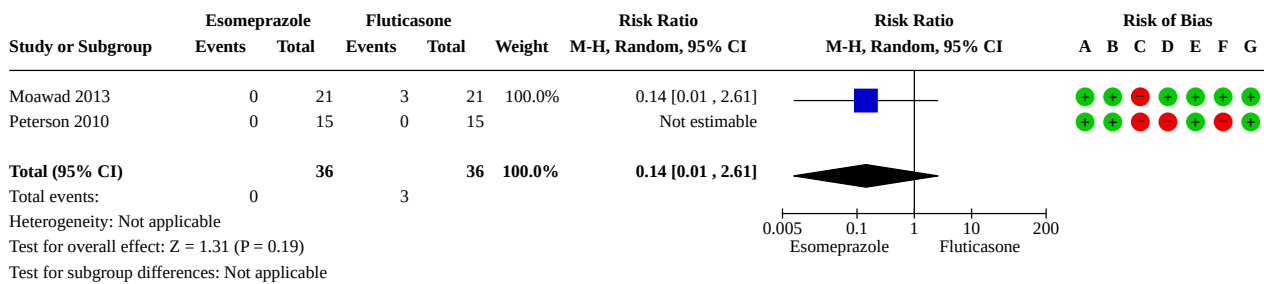 Esomeprazole Fluticasone Risk Ratio Risk Ratio Risk of Bias
Study or Subgroup Events Total Events Total Weight M-H, Random, 95% CI M-H, Random, 95% CI A B C D E F G
Moawad 2013 0 21 3 21 100.0% 0.14 [0.01 , 2.61] + + − + + + +
Peterson 2010 0 15 0 15 Not estimable + + − − + − +
Total (95% CI) 36 36 100.0% 0.14 [0.01 , 2.61]
Total events: 0 3
Heterogeneity: Not applicable
0.005 0.1 1 10 200
Test for overall effect: Z = 1.31 (P = 0.19) Esomeprazole Fluticasone
Test for subgroup differences: Not applicable